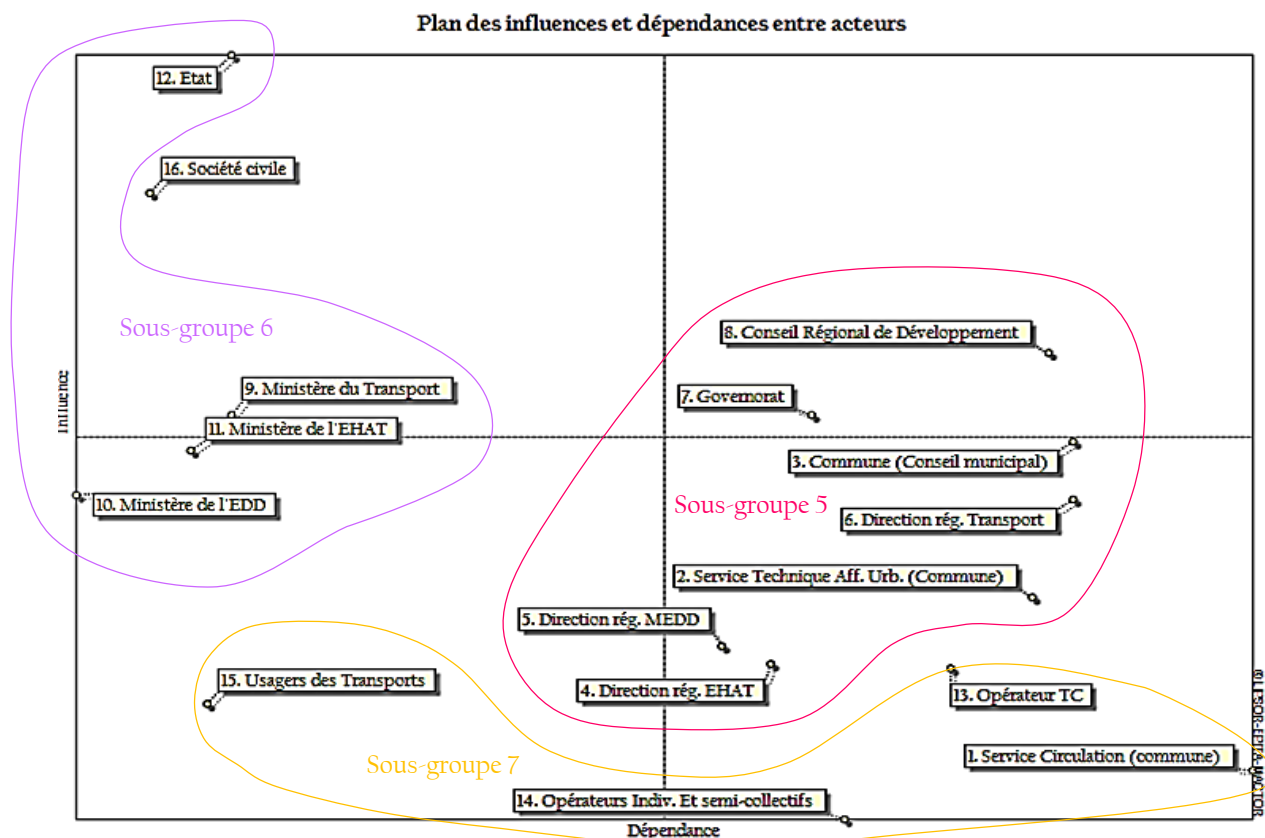 Plan des influences et dépendances entre acteurs
12. Etat
16. Société civile
Sous-groupe 6
8. Conseil Régional de Développement
9. Ministère du Transport
7. Governorat
Influence
11. Ministère de l'EHAT
3. Commune (Conseil municipal)
10. Ministère de l'EDD
Sous-groupe 5
6. Direction rég. Transport
2. Service Technique Aff. Urb. (Commune)
5. Direction rég. MEDD
15. Usagers des Transports
4. Direction rég. EHAT
13. Opérateur TC
1. Service Circulation (commune)
Sous-groupe 7
14. Opérateurs Indiv. Et semi-collectifs
Dépendance
© LIPSOR-EPITA-MACTOR